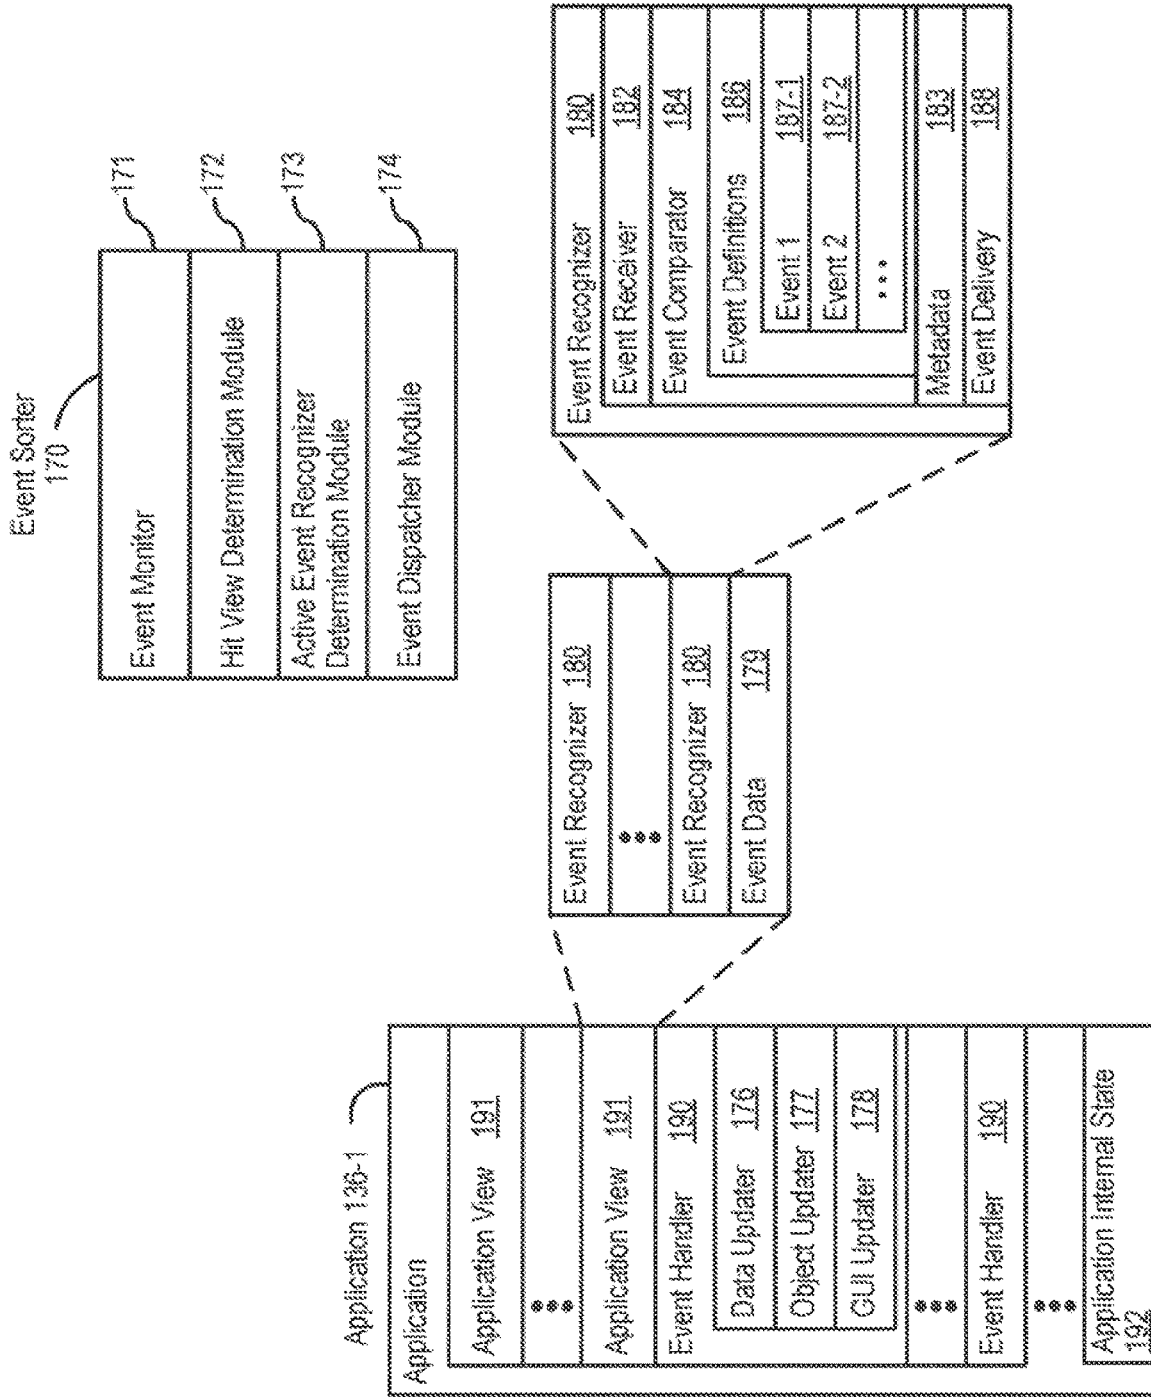 Event Sorter
170
Event Monitor
171
Hit View Determination Module
172
Active Event Recognizer
Determination Module
173
Event Dispatcher Module
174
Application 136-1
Application
Application View 191
•••
Application View 191
Event Handler 190
Data Updater 176
Object Updater 177
GUI Updater 178
•••
Event Handler 190
•••
Application Internal State
192
Event Recognizer 180
•••
Event Recognizer 180
Event Data 179
Event Recognizer 180
Event Receiver 182
Event Comparator 184
Event Definitions 186
Event 1 187-1
Event 2 187-2
•••
Metadata 183
Event Delivery 188